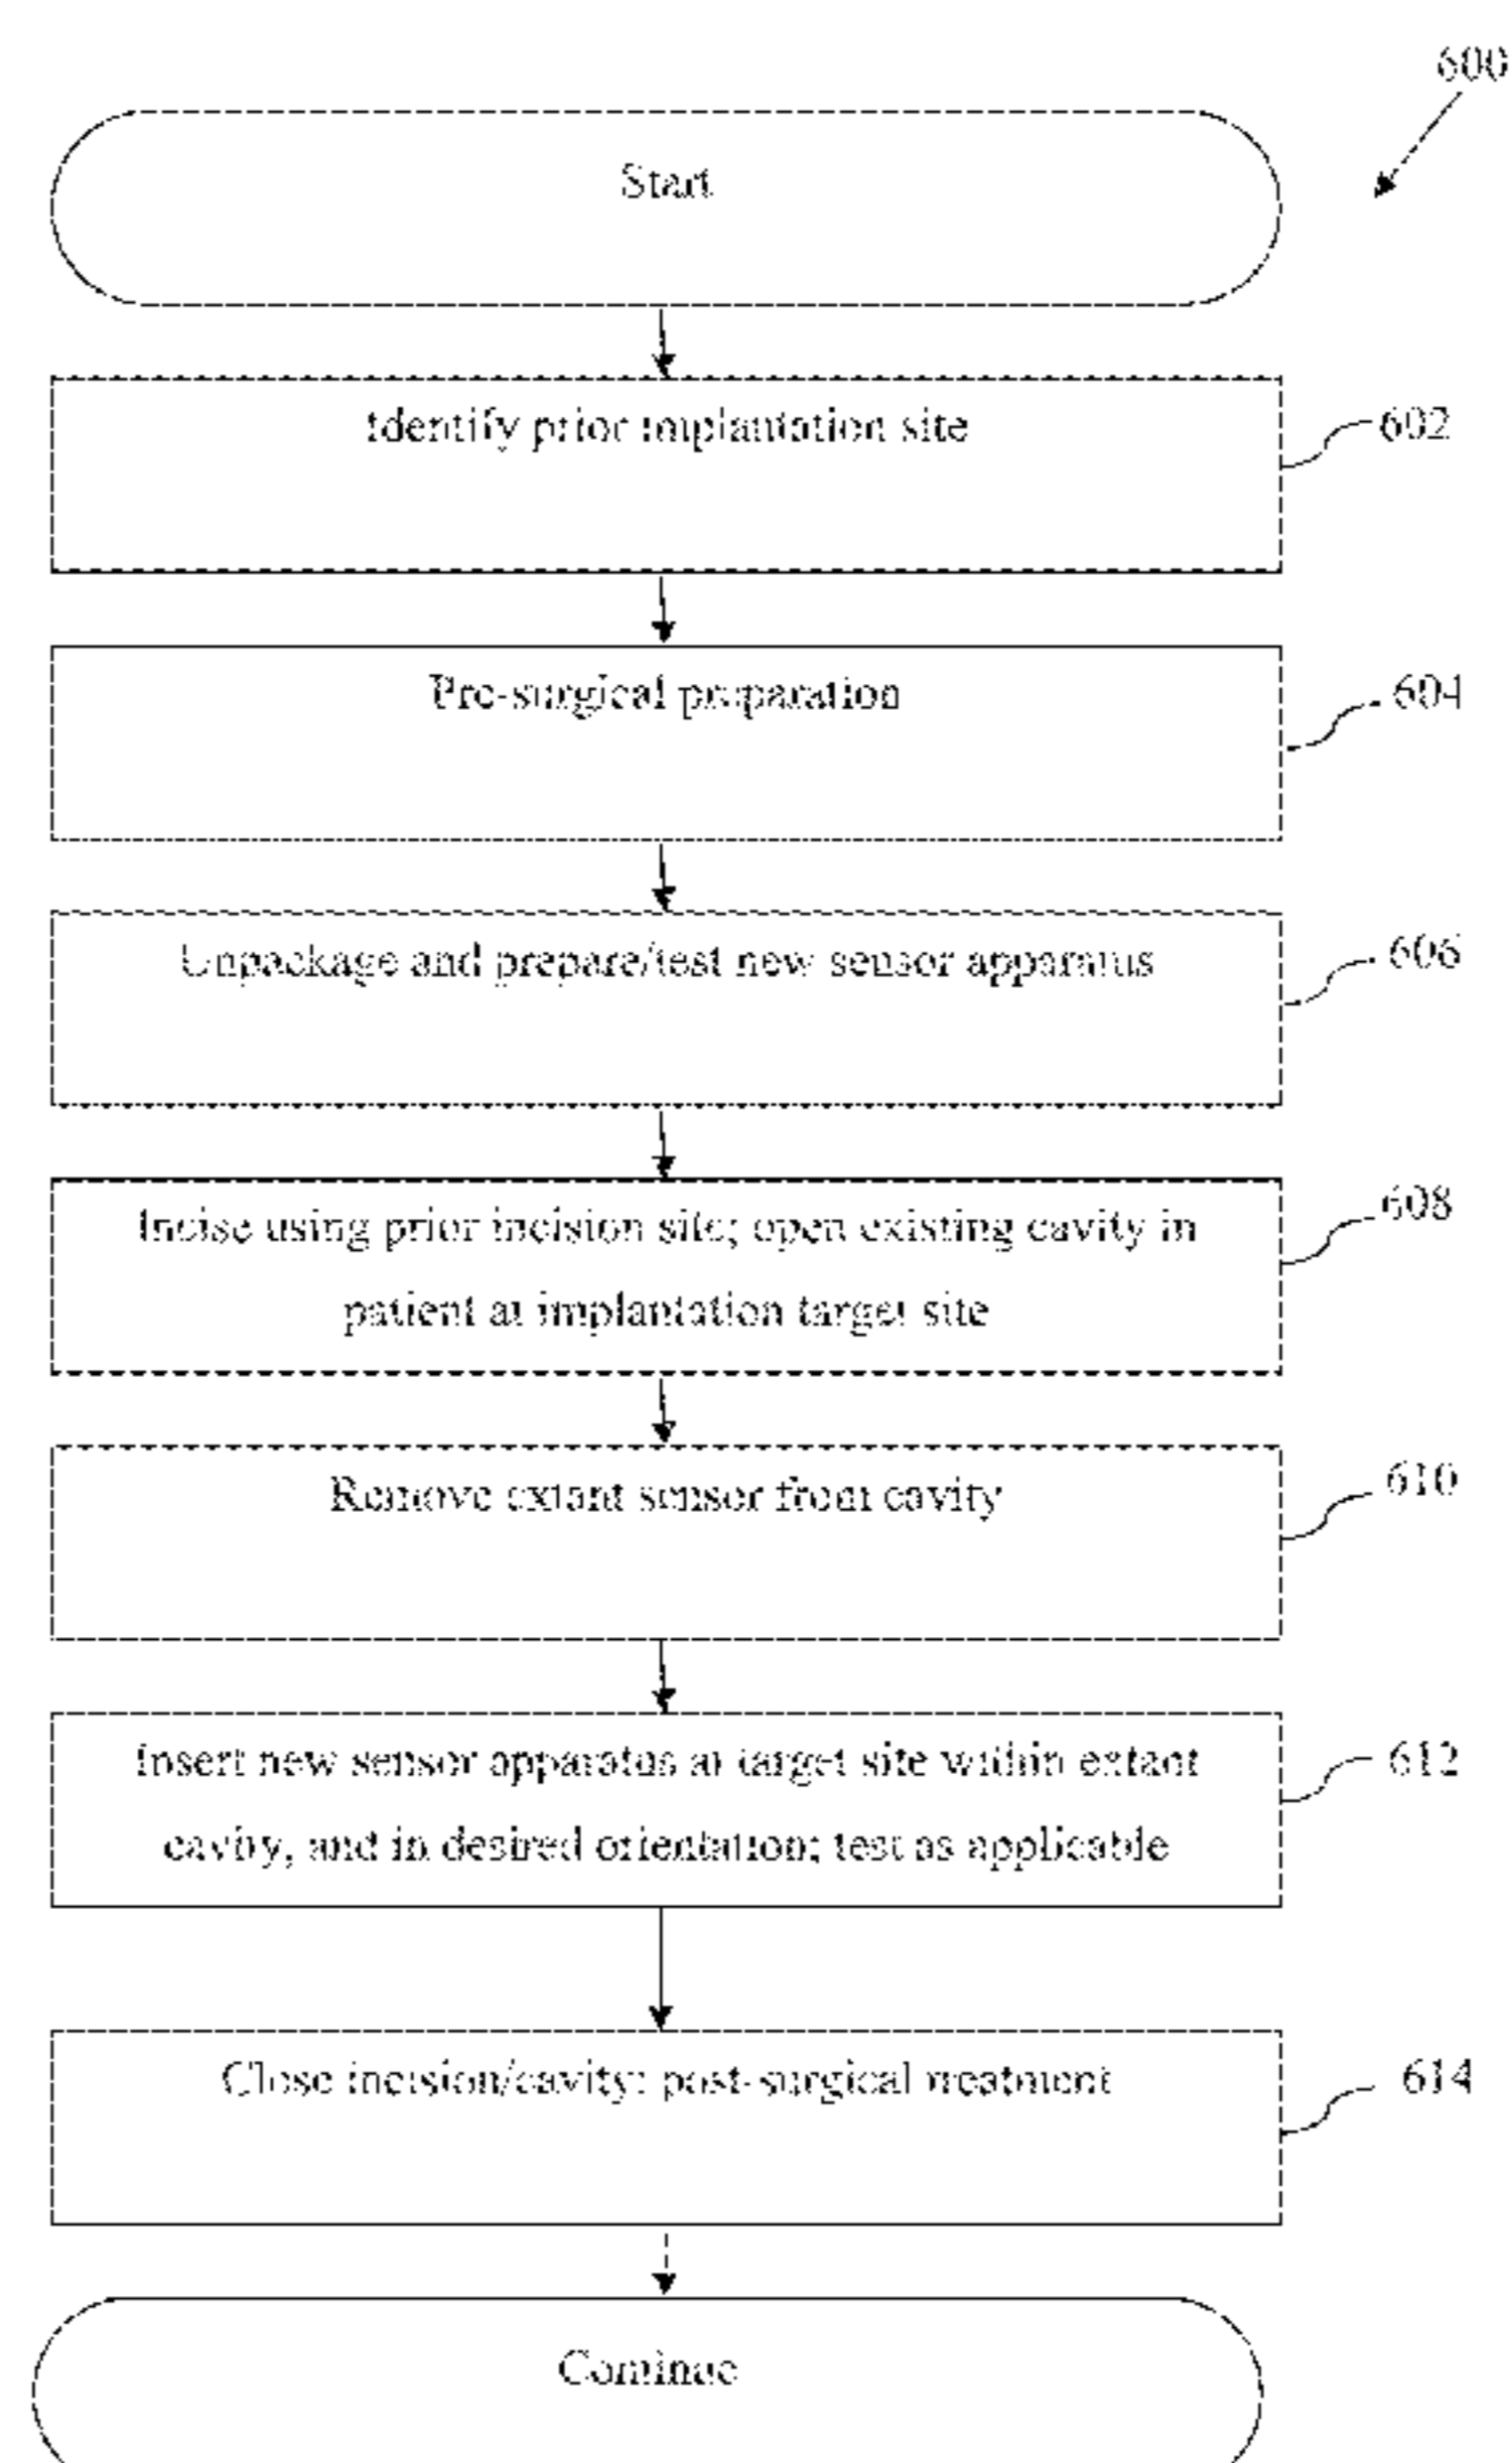 600
Start
Identify prior implantation site
602
Pre-surgical preparation
604
Unpackage and prepare/test new sensor apparatus
606
Incise using prior incision site; open existing cavity in
patient at implantation target site
608
Remove extant sensor from cavity
610
Insert new sensor apparatus at target site within extant
cavity, and in desired orientation; test as applicable
612
Close incision/cavity; post-surgical treatment
614
Continue